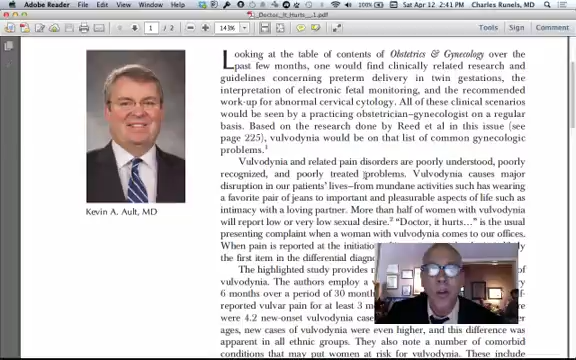 Adobe Reader File Edit View Window Help
100% Sat Apr 12 2:41 PM Charles Runels
_Doctor_It_Hurts__.1.pdf
1 / 2
143%
Tools Sign Comment
Looking at the table of contents of Obstetrics & Gynecology over the
past few months, one would find clinically related research and
guidelines concerning preterm delivery in twin gestations, the
interpretation of electronic fetal monitoring, and the recommended
work-up for abnormal cervical cytology. All of these clinical scenarios
would be seen by a practicing obstetrician–gynecologist on a regular
basis. Based on the research done by Reed et al in this issue (see
page 225), vulvodynia would be on that list of common gynecologic
problems.1
Vulvodynia and related pain disorders are poorly understood, poorly
recognized, and poorly treated problems. Vulvodynia causes major
disruption in our patients' lives—from mundane activities such has wearing
a favorite pair of jeans to important and pleasurable aspects of life such as
intimacy with a loving partner. More than half of women with vulvodynia
will report low or very low sexual desire.2 "Doctor, it hurts…" is the usual
presenting complaint when a woman with vulvodynia comes to our offices.
When pain is reported at the initiation
the first item in the differential diagno
The highlighted study provides of
vulvodynia. The authors employ a v ry
6 months over a period of 30 month
reported vulvar pain for at least 3 m
were 4.2 new-onset vulvodynia case er
ages, new cases of vulvodynia were even higher, and this difference was
apparent in all ethnic groups. They also note a number of comorbid
conditions that may put women at risk for vulvodynia. These include
Kevin A. Ault, MD